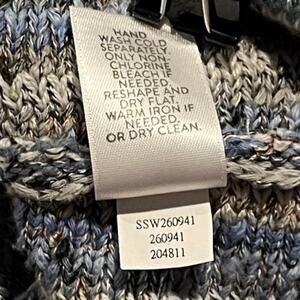 HAND
WASH COLD
SEPARATELY.
ONLY NON-
CHLORINE
BLEACH IF
NEEDED.
RESHAPE AND
DRY FLAT.
WARM IRON IF
NEEDED.
OR DRY CLEAN.
SSW260941
260941
204811